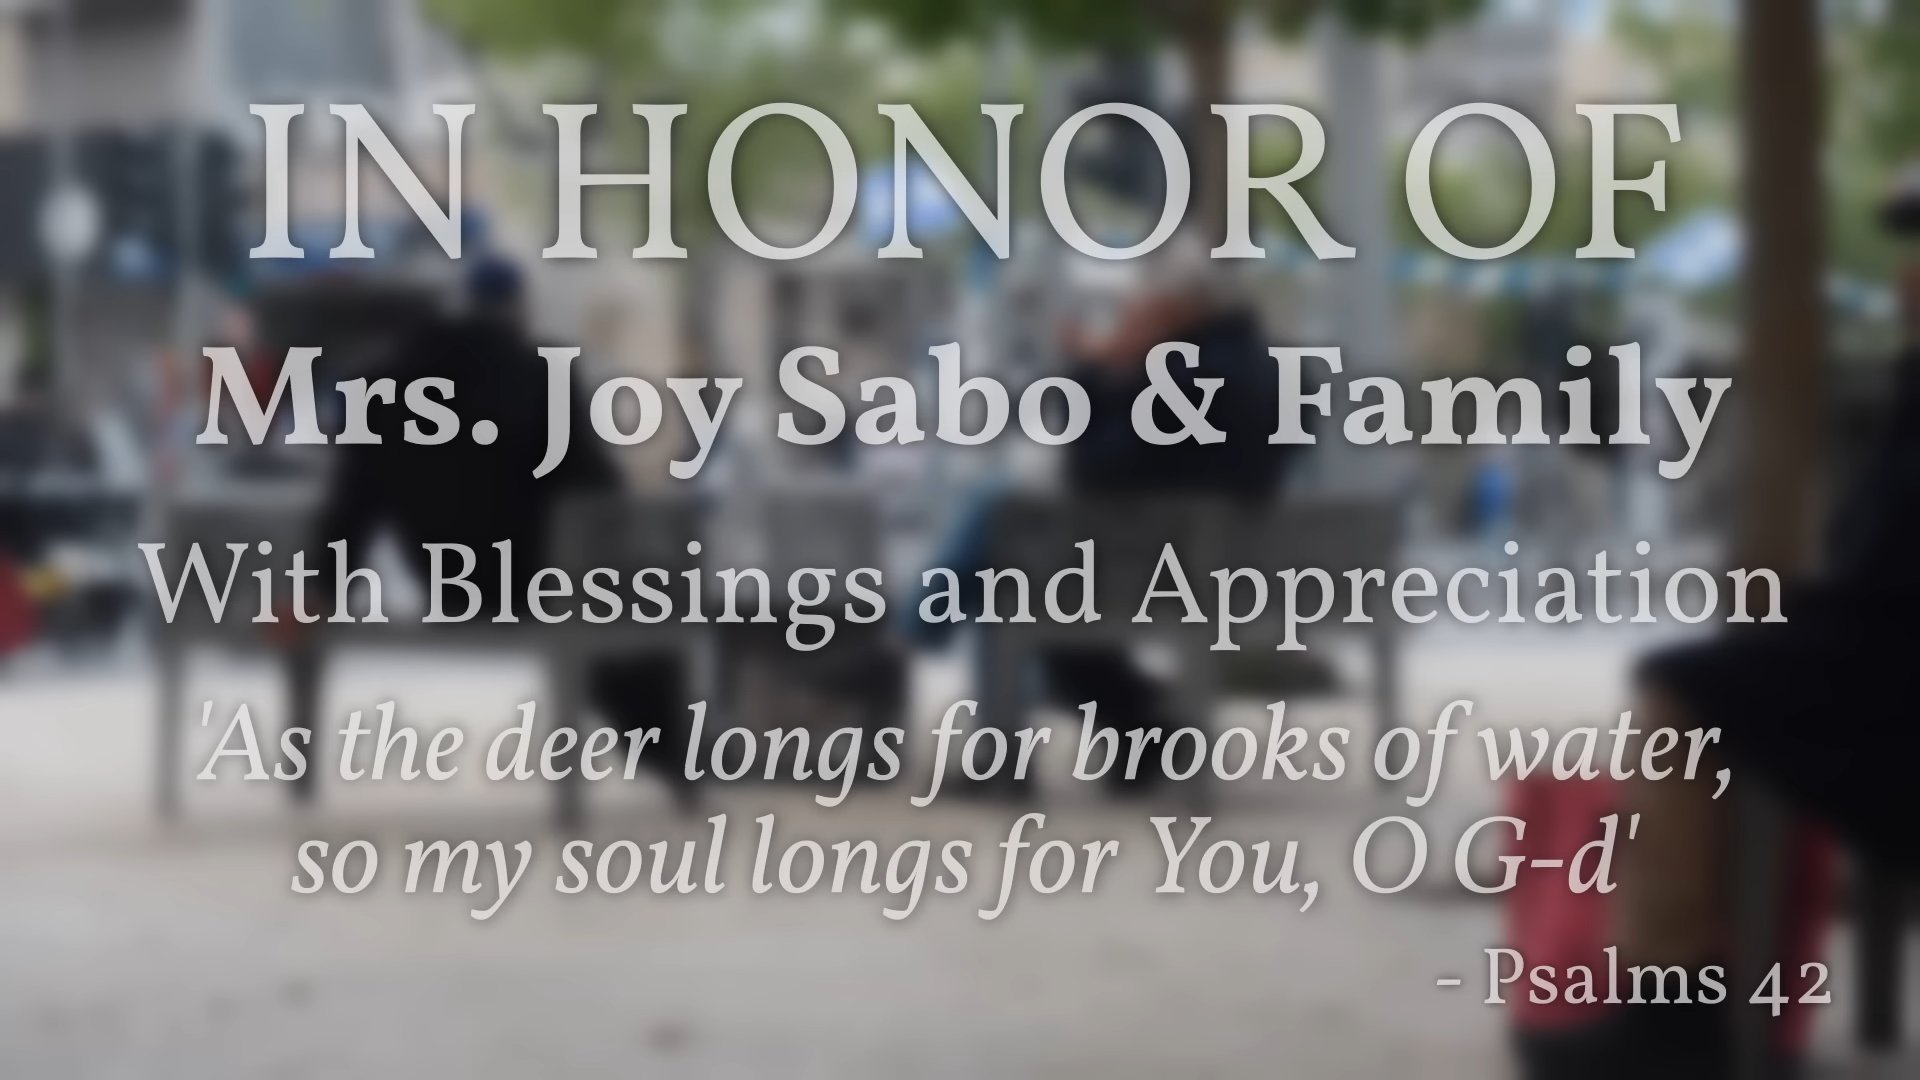 IN HONOR OF
Mrs. Joy Sabo & Family
With Blessings and Appreciation
'As the deer longs for brooks of water,
so my soul longs for You, O G-d'
- Psalms 42